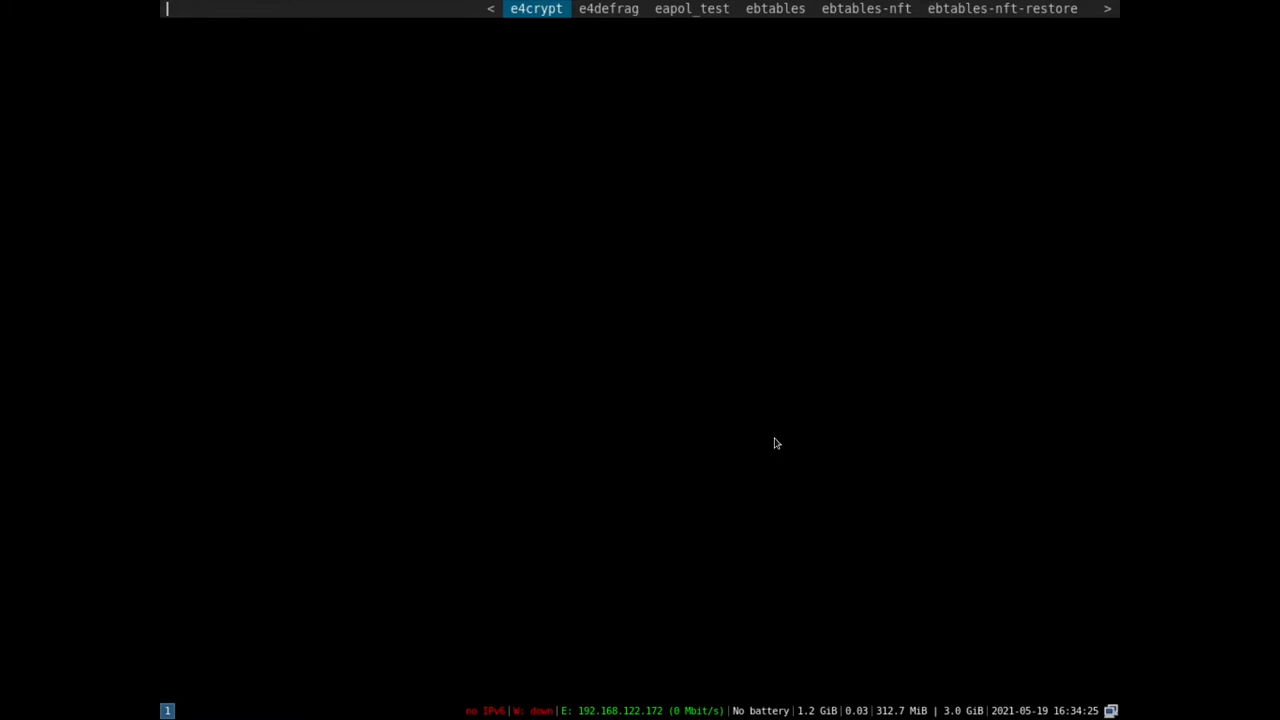 < e4crypt e4defrag eapol_test ebtables ebtables-nft ebtables-nft-restore >
1 no IPv6|W: down|E: 192.168.122.172 (0 Mbit/s)|No battery|1.2 GiB|0.03|312.7 MiB | 3.0 GiB|2021-05-19 16:34:25